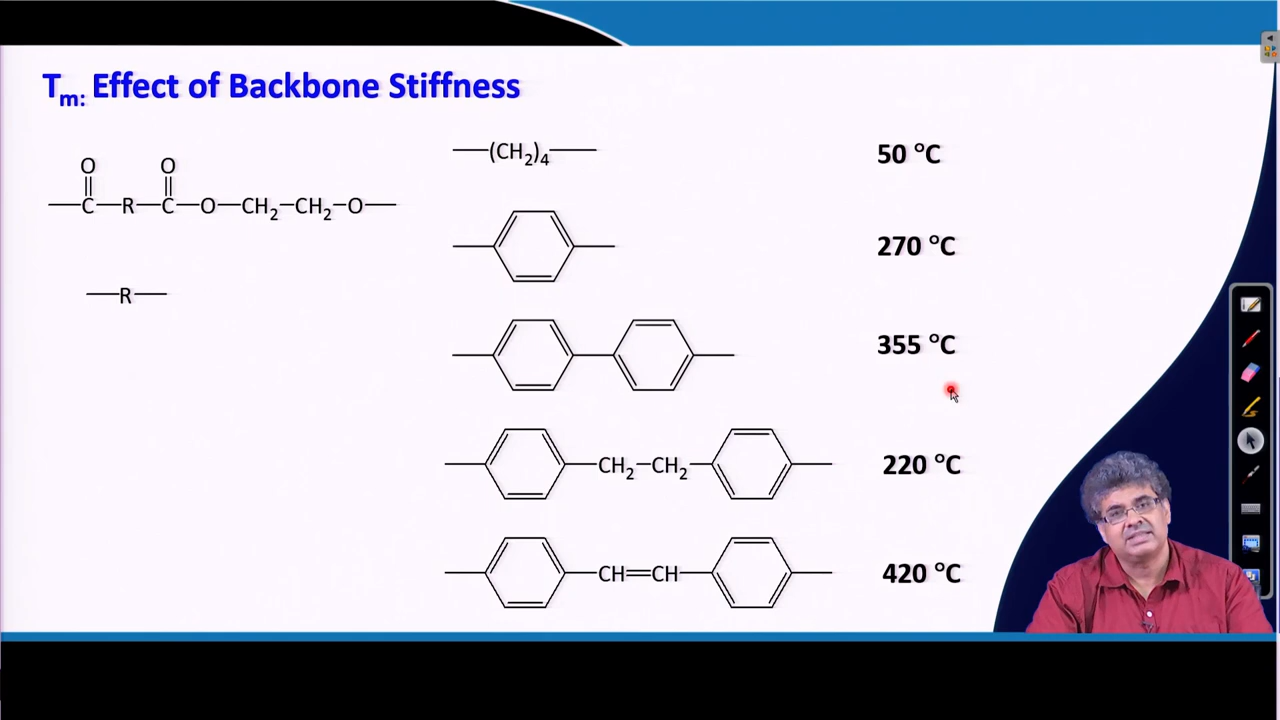 Tm: Effect of Backbone Stiffness
O O
—C—R—C—O—CH2—CH2—O—
—R—
—(CH2)4— 50 °C
270 °C
355 °C
CH2—CH2 220 °C
CH=CH 420 °C